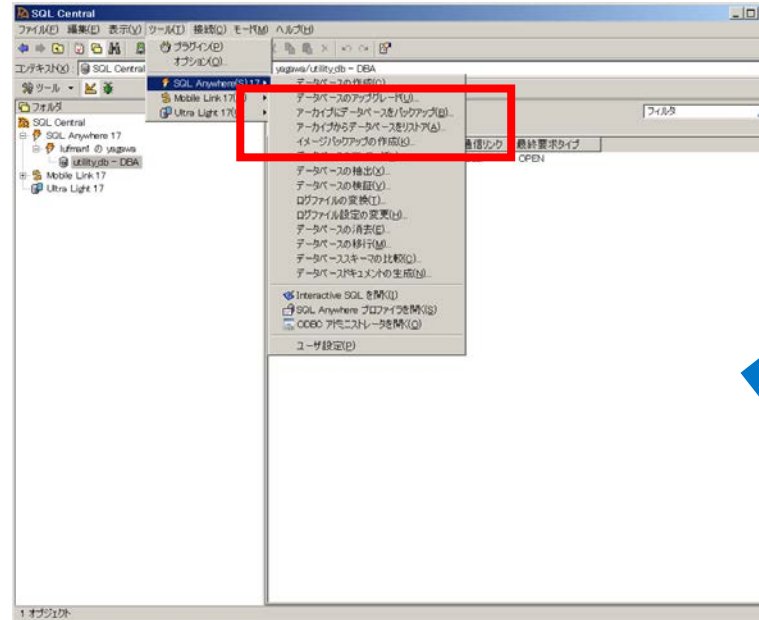 SQL Central
ファイル(F) 編集(E) 表示(V) ツール(T) 接続(C) モード(M) ヘルプ(H)
プラグイン(P)
オプション(O)...
SQL Anywhere(S) 17
Mobile Link 17
Ultra Light 17
コンテキスト(X): SQL Central
yagawa/utility_db - DBA
ツール
フォルダ
SQL Central
SQL Anywhere 17
lufmanf の yagawa
utility_db - DBA
Mobile Link 17
Ultra Light 17
データベースの作成(C)...
データベースのアップグレード(U)...
アーカイブにデータベースをバックアップ(B)...
アーカイブからデータベースをリストア(A)...
イメージバックアップの作成(K)...
データベースの抽出(X)...
データベースの検証(V)...
ログファイルの変換(T)...
ログファイル設定の変更(H)...
データベースの消去(E)...
データベースの移行(M)...
データベーススキーマの比較(O)...
データベースドキュメントの生成(N)...
Interactive SQL を開く(I)
SQL Anywhere プロファイラを開く(S)
ODBC アドミニストレータを開く(O)
ユーザ設定(P)
フィルタ
通信リンク 最終要求タイプ
OPEN
1 オブジェクト